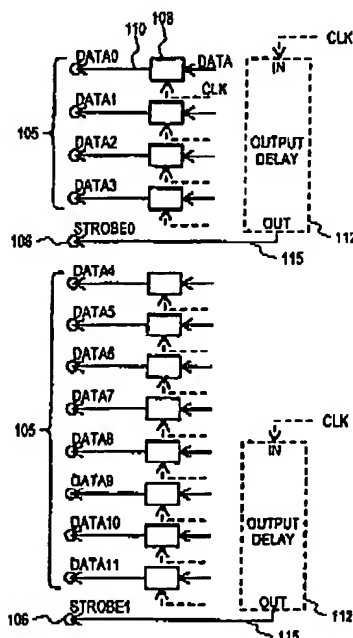 108
110
DATA0
DATA
CLK
IN
CLK
DATA1
105
DATA2
OUTPUT
DELAY
DATA3
OUT
106
STROBE0
112
115
DATA4
DATA5
DATA6
DATA7
CLK
105
DATA8
IN
DATA9
DATA10
OUTPUT
DELAY
DATA11
OUT
106
STROBE1
112
115